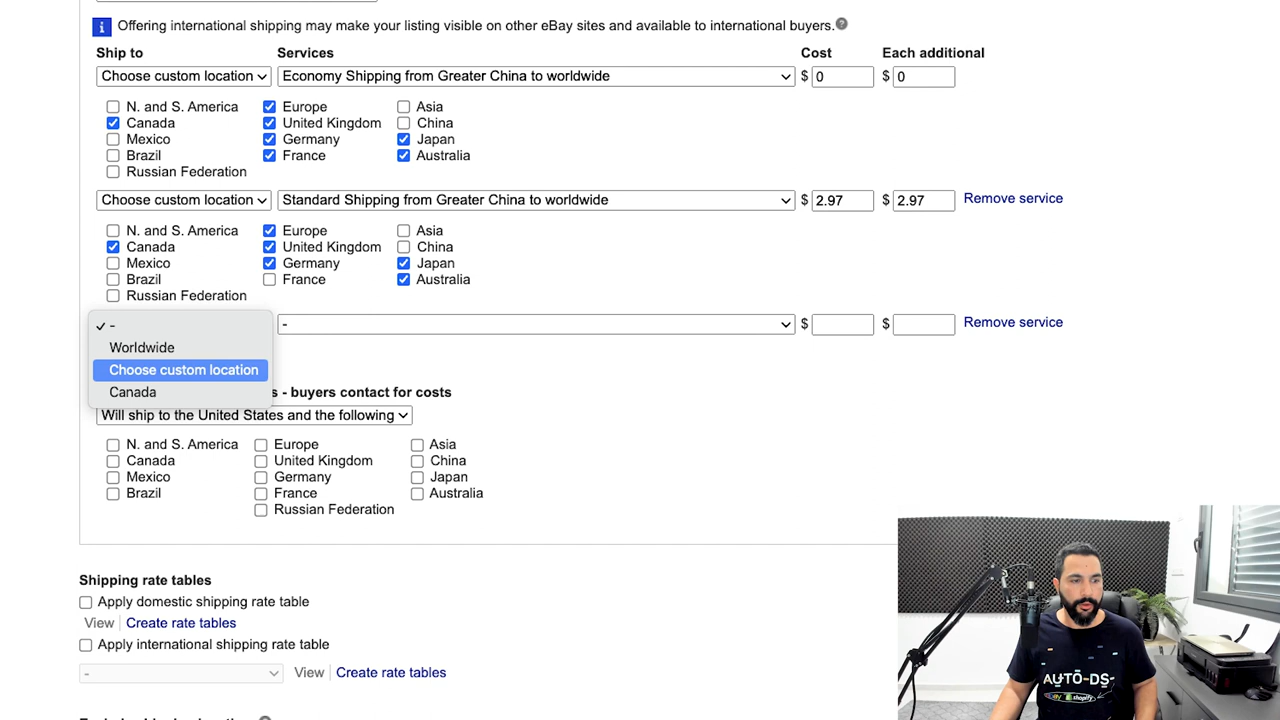 Offering international shipping may make your listing visible on other eBay sites and available to international buyers.
Ship to Services Cost Each additional
Choose custom location Economy Shipping from Greater China to worldwide $ 0 $ 0
N. and S. America Europe Asia
Canada United Kingdom China
Mexico Germany Japan
Brazil France Australia
Russian Federation
Choose custom location Standard Shipping from Greater China to worldwide $ 2.97 $ 2.97 Remove service
N. and S. America Europe Asia
Canada United Kingdom China
Mexico Germany Japan
Brazil France Australia
Russian Federation
- - $ $ Remove service
Worldwide
Choose custom location
Canada
s - buyers contact for costs
Will ship to the United States and the following
N. and S. America Europe Asia
Canada United Kingdom China
Mexico Germany Japan
Brazil France Australia
Russian Federation
Shipping rate tables
Apply domestic shipping rate table
View Create rate tables
Apply international shipping rate table
- View Create rate tables
AUTO-DS
shopify